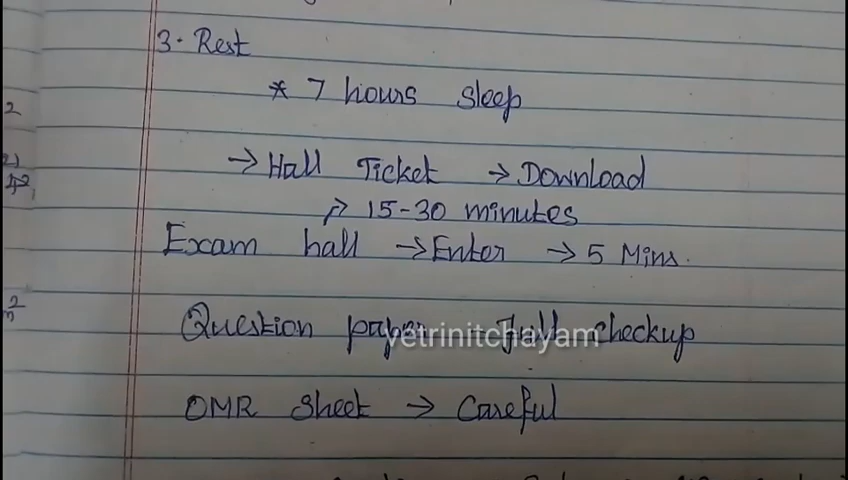 3. Rest
* 7 hours sleep
→ Hall Ticket → Download
→ 15-30 minutes
Exam hall → Enter → 5 Mins.
Question paper - Full checkup
vetrinitchayam
OMR Sheet → Careful